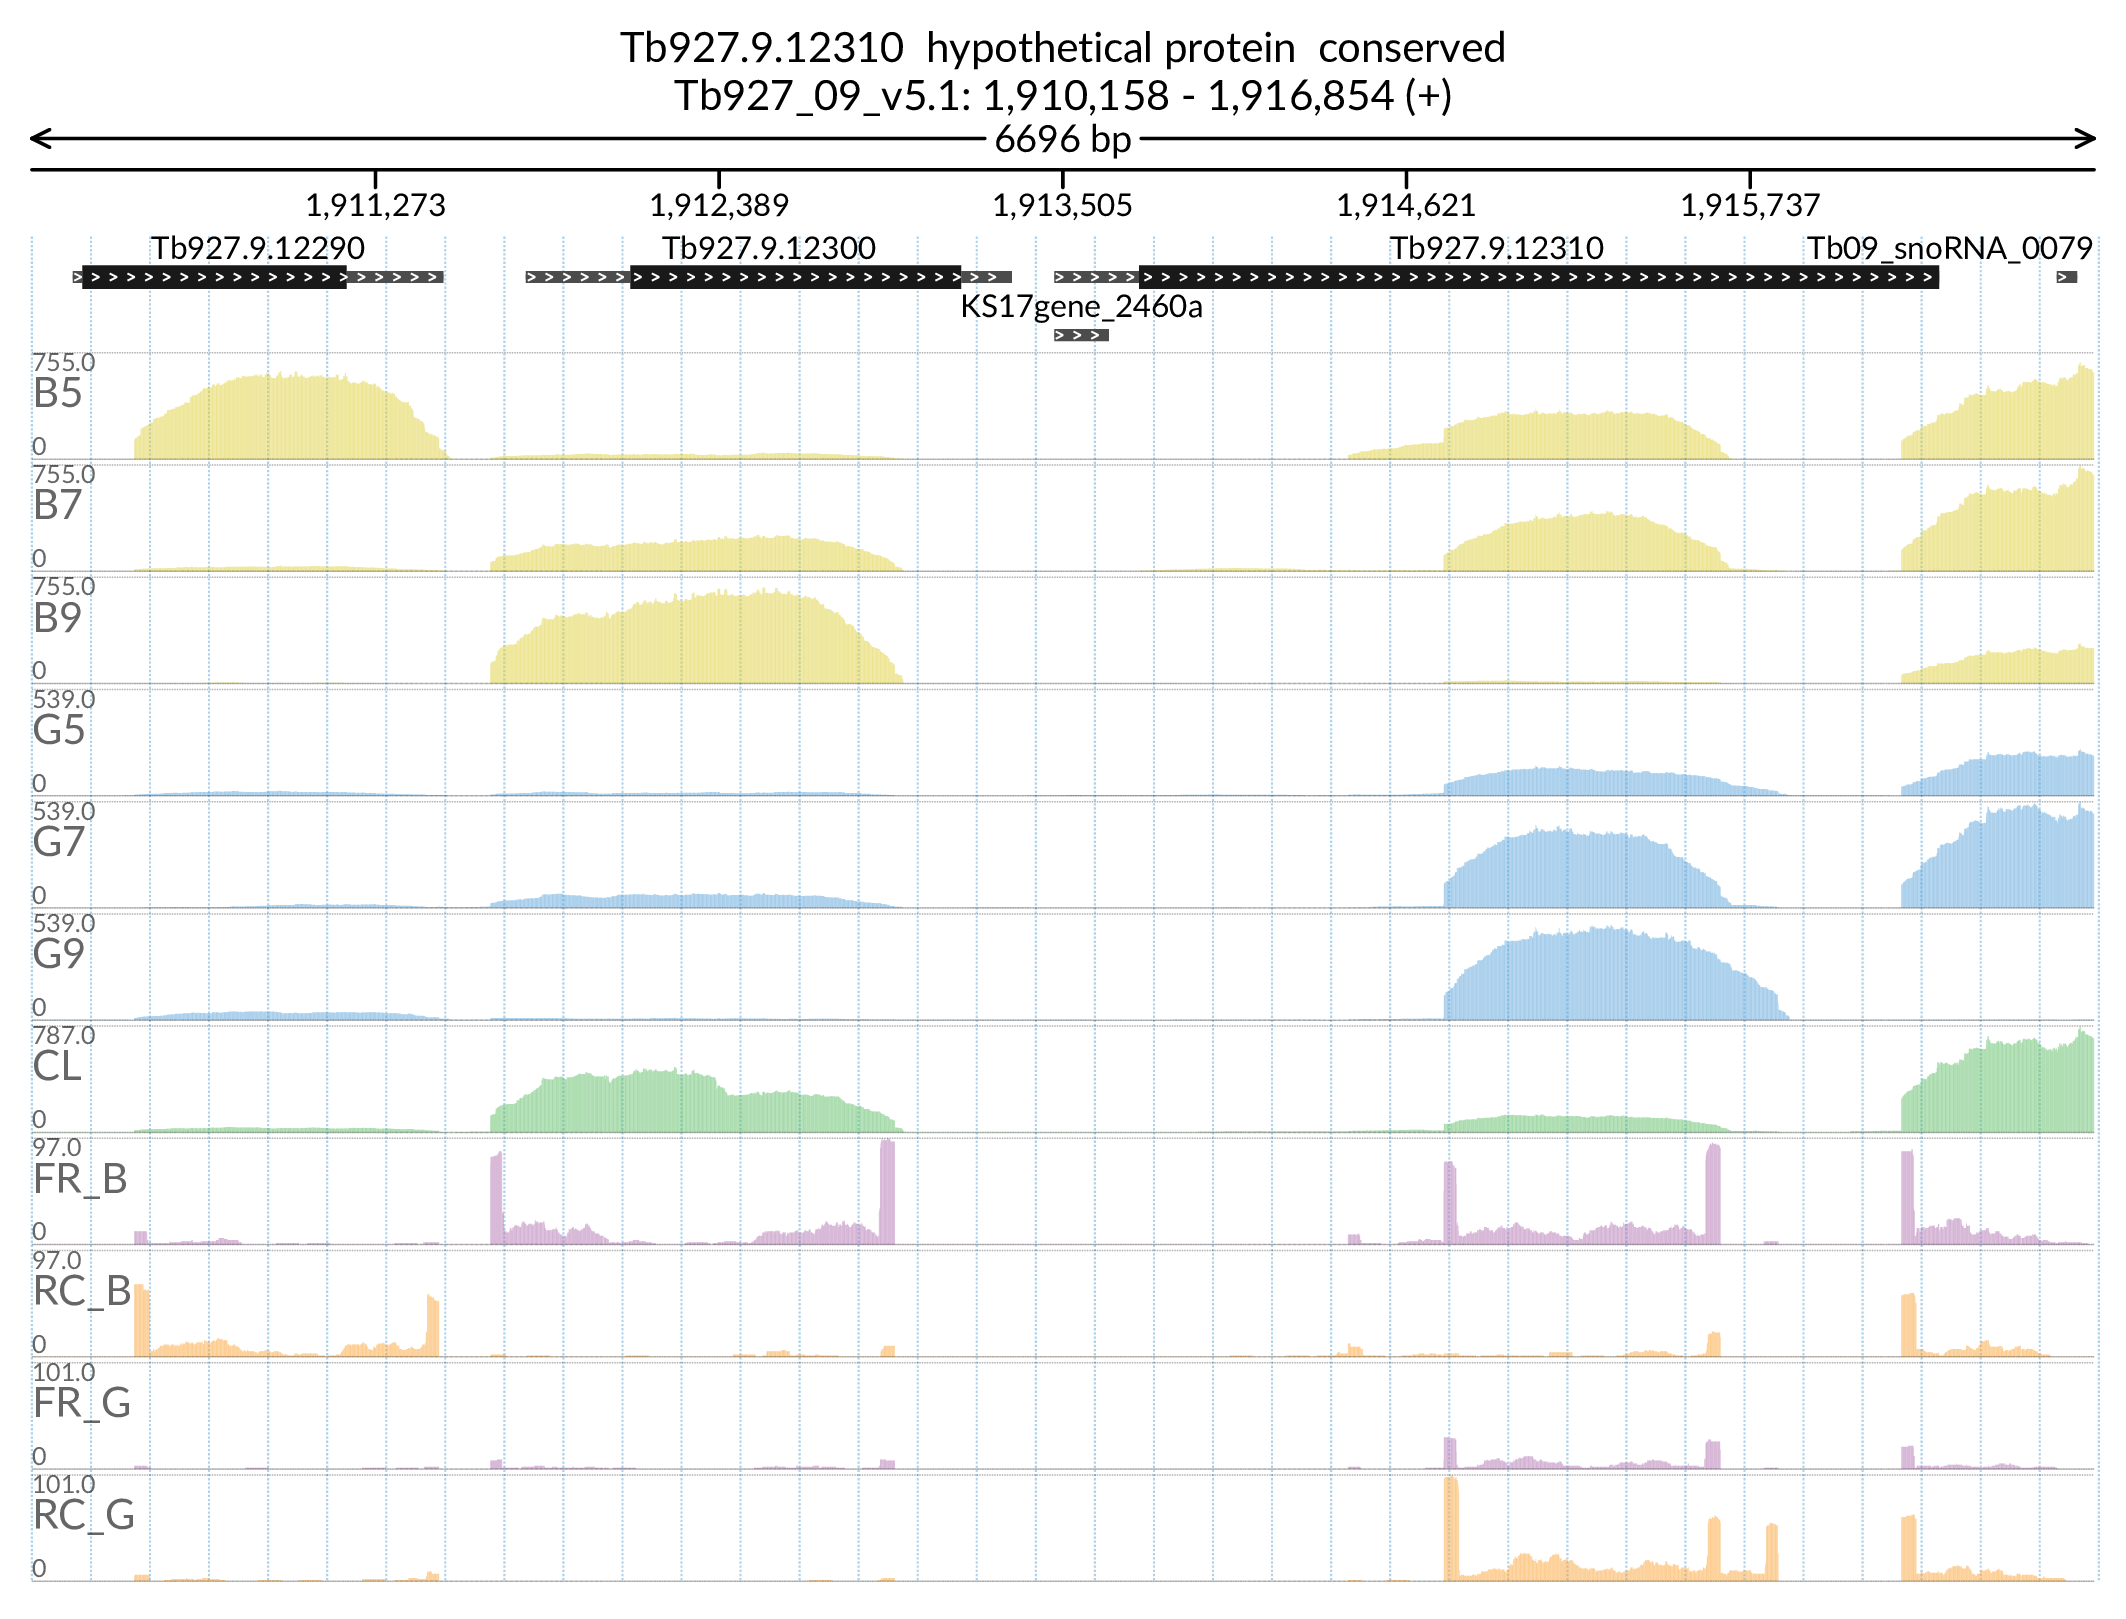 Tb927.9.12310  hypothetical protein  conserved
Tb927_09_v5.1: 1,910,158 - 1,916,854 (+)
6696 bp
1,911,273 1,912,389 1,913,505 1,914,621 1,915,737
Tb927.9.12290 Tb927.9.12300 Tb927.9.12310 Tb09_snoRNA_0079
KS17gene_2460a
755.0
B5
0
755.0
B7
0
755.0
B9
0
539.0
G5
0
539.0
G7
0
539.0
G9
0
787.0
CL
0
97.0
FR_B
0
97.0
RC_B
0
101.0
FR_G
0
101.0
RC_G
0